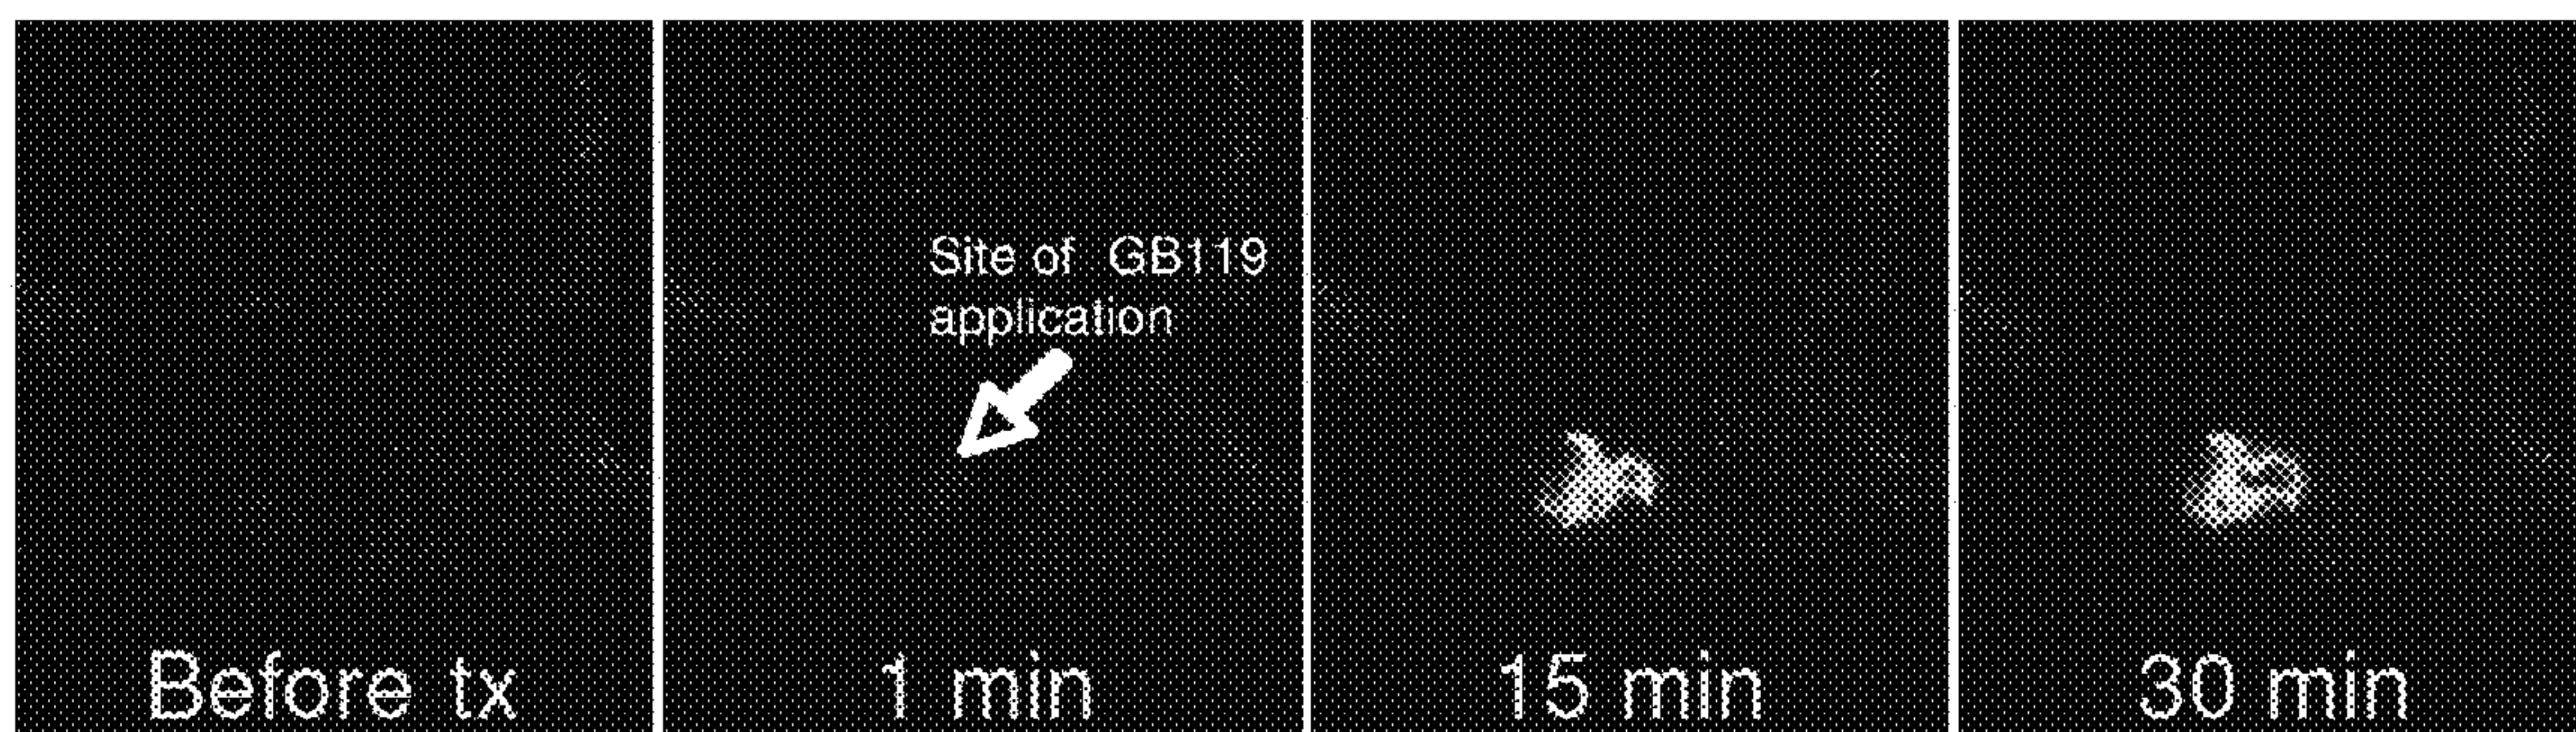 Before tx
Site of GB119
application
1 min
15 min
30 min